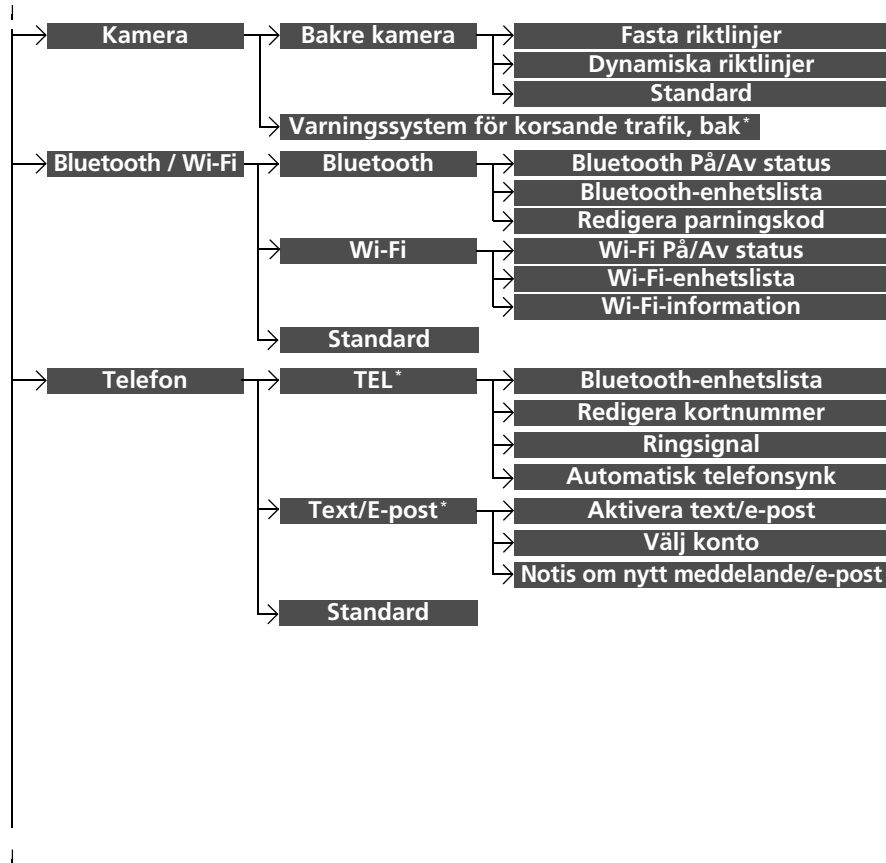 Kamera
Bakre kamera
Fasta riktlinjer
Dynamiska riktlinjer
Standard
Varningssystem för korsande trafik, bak*
Bluetooth / Wi-Fi
Bluetooth
Bluetooth På/Av status
Bluetooth-enhetslista
Redigera parningskod
Wi-Fi
Wi-Fi På/Av status
Wi-Fi-enhetslista
Wi-Fi-information
Standard
Telefon
TEL*
Bluetooth-enhetslista
Redigera kortnummer
Ringsignal
Automatisk telefonsynk
Text/E-post*
Aktivera text/e-post
Välj konto
Notis om nytt meddelande/e-post
Standard